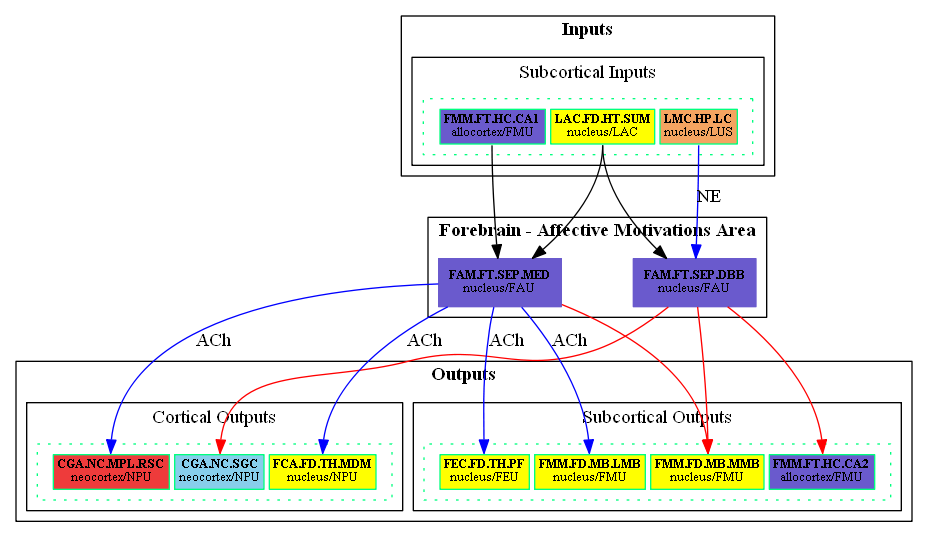 Inputs
Subcortical Inputs
FMM.FT.HC.CA1
allocortex/FMU
LAC.FD.HT.SUM
nucleus/LAC
LMC.HP.LC
nucleus/LUS
NE
Forebrain - Affective Motivations Area
FAM.FT.SEP.MED
nucleus/FAU
FAM.FT.SEP.DBB
nucleus/FAU
ACh
ACh
ACh
ACh
Outputs
Cortical Outputs
CGA.NC.MPL.RSC
neocortex/NPU
CGA.NC.SGC
neocortex/NPU
FCA.FD.TH.MDM
nucleus/NPU
Subcortical Outputs
FEC.FD.TH.PF
nucleus/FEU
FMM.FD.MB.LMB
nucleus/FMU
FMM.FD.MB.MMB
nucleus/FMU
FMM.FT.HC.CA2
allocortex/FMU